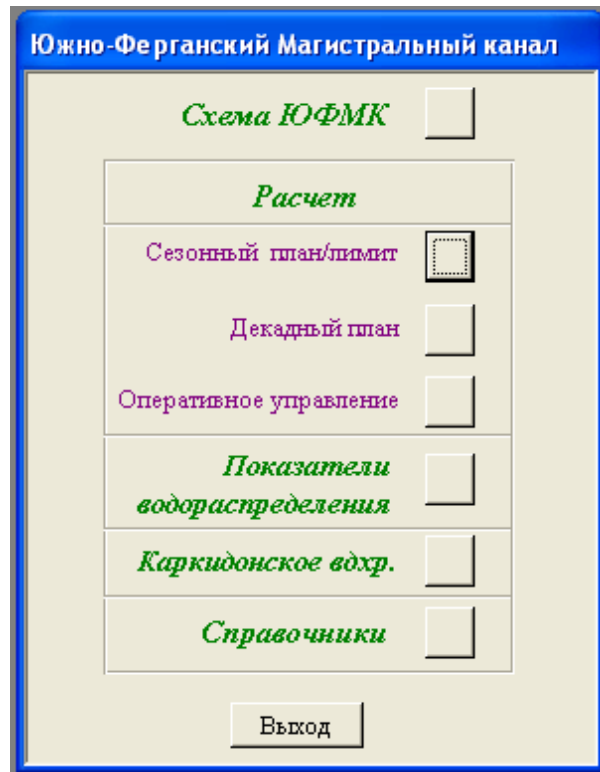 Южно-Ферганский Магистральный канал
Схема ЮФМК
Расчет
Сезонный план/лимит
Декадный план
Оперативное управление
Показатели
водораспределения
Каркидонское вдхр.
Справочники
Выход